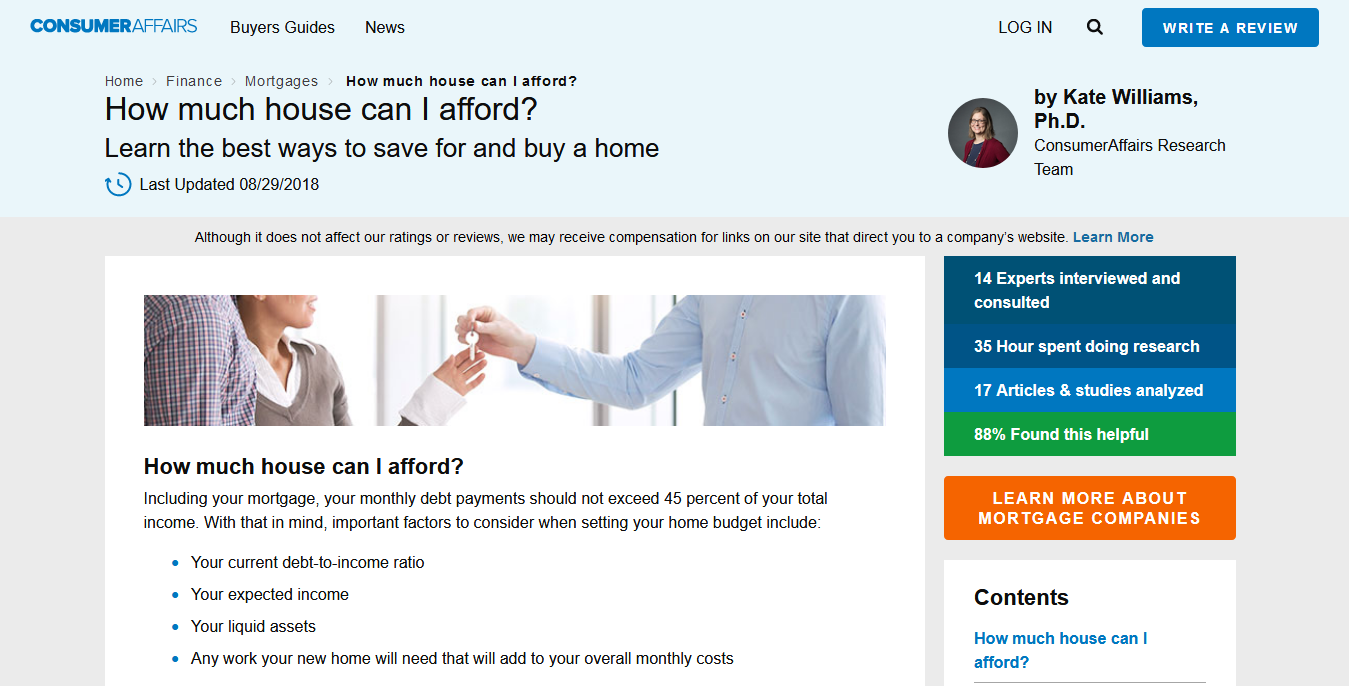 CONSUMERAFFAIRS
Buyers Guides
News
LOG IN
WRITE A REVIEW
Home › Finance › Mortgages › How much house can I afford?
How much house can I afford?
Learn the best ways to save for and buy a home
Last Updated 08/29/2018
by Kate Williams,
Ph.D.
ConsumerAffairs Research
Team
Although it does not affect our ratings or reviews, we may receive compensation for links on our site that direct you to a company's website. Learn More
How much house can I afford?
Including your mortgage, your monthly debt payments should not exceed 45 percent of your total
income. With that in mind, important factors to consider when setting your home budget include:
• Your current debt-to-income ratio
• Your expected income
• Your liquid assets
• Any work your new home will need that will add to your overall monthly costs
14 Experts interviewed and
consulted
35 Hour spent doing research
17 Articles & studies analyzed
88% Found this helpful
LEARN MORE ABOUT
MORTGAGE COMPANIES
Contents
How much house can I
afford?